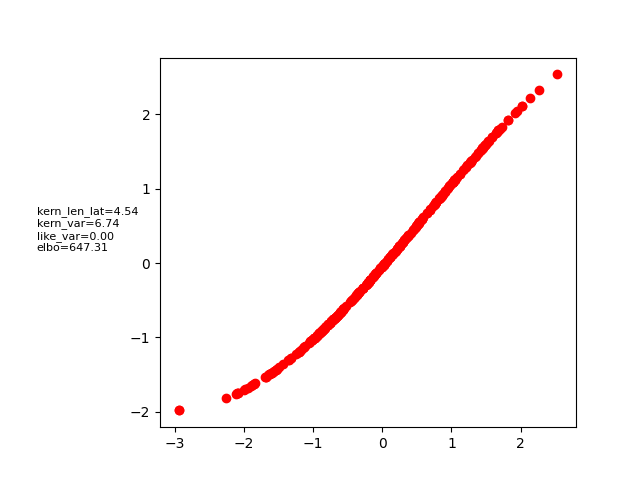 2
1
0
−1
−2
kern_len_lat=4.54
kern_var=6.74
like_var=0.00
elbo=647.31
−3 −2 −1 0 1 2